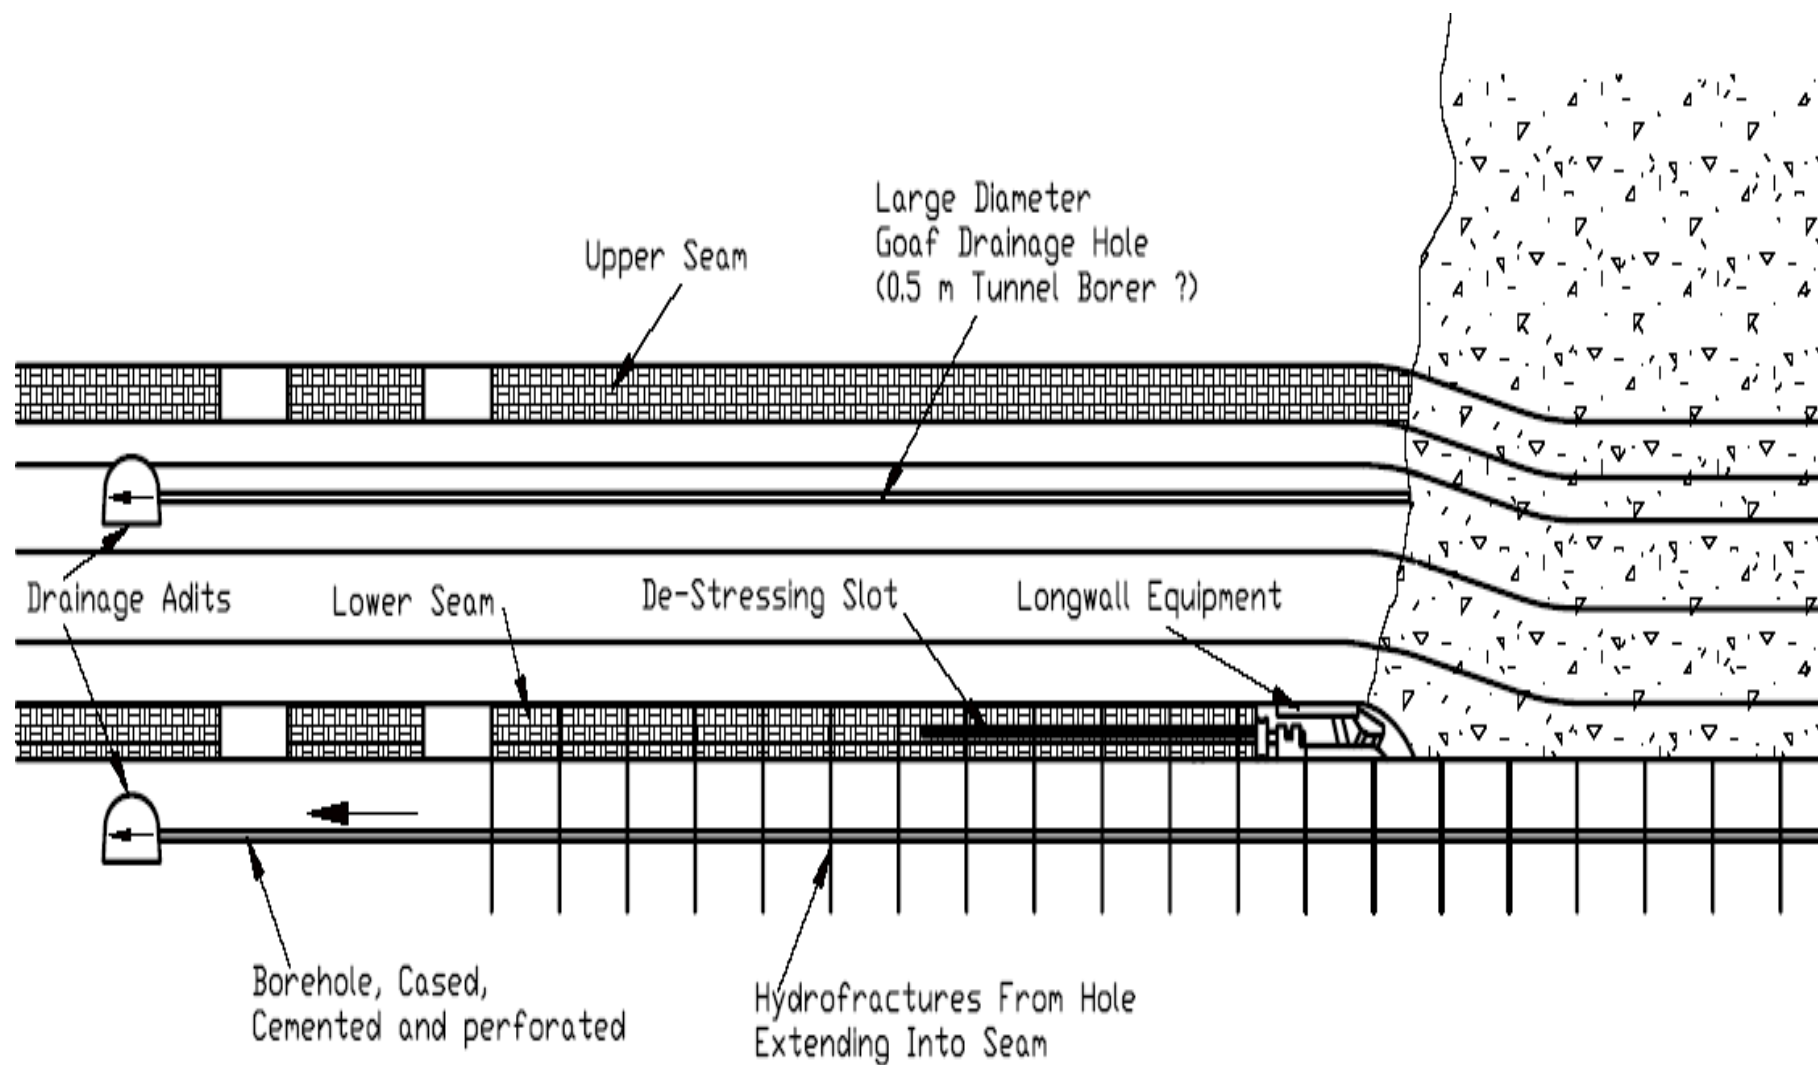 Large Diameter
Goaf Drainage Hole
(0.5 m Tunnel Borer ?)
Upper Seam
Drainage Adits
Lower Seam
De-Stressing Slot
Longwall Equipment
Borehole, Cased,
Cemented and perforated
Hydrofractures From Hole
Extending Into Seam